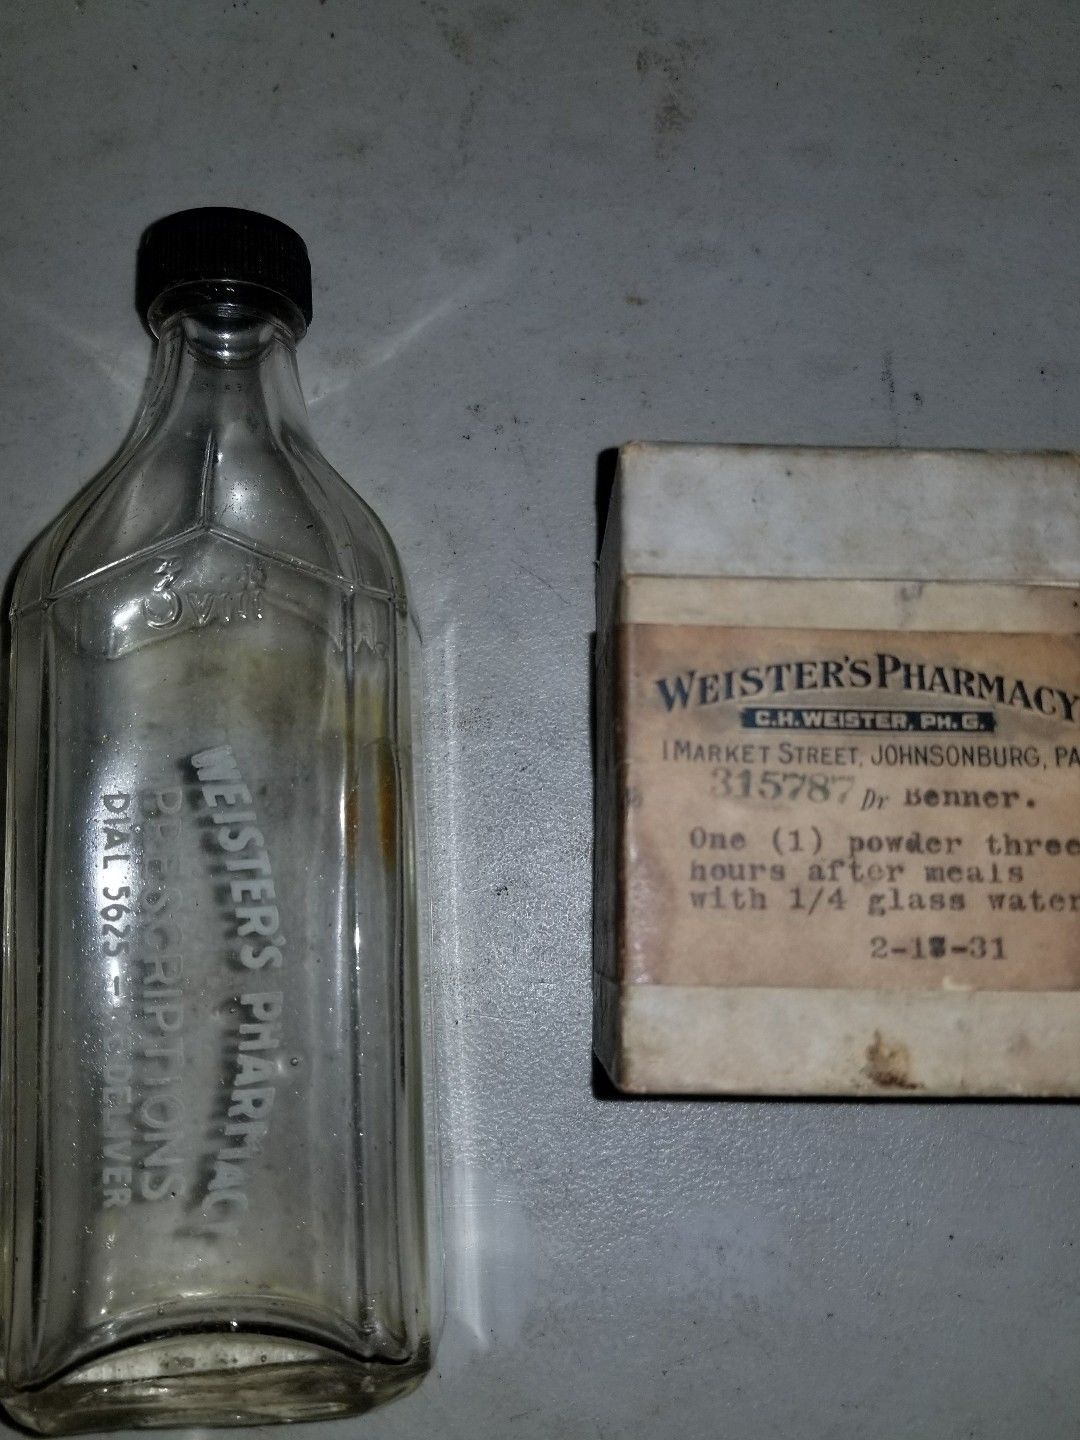 ℥viii
WEISTER'S PHARMACY
PRESCRIPTIONS
DIAL 5625 - DELIVER
WEISTER'S PHARMACY
C.H. WEISTER, PH. G.
1 MARKET STREET, JOHNSONBURG, PA
315787 Dr Benner.
One (1) powder three
hours after meals
with 1/4 glass water